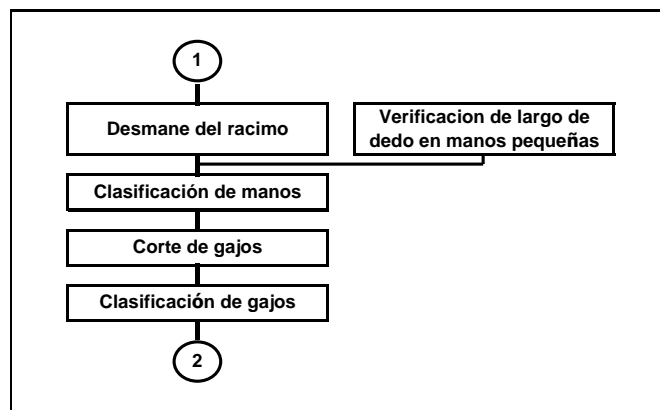 1
Desmane del racimo
Verificacion de largo de
dedo en manos pequeñas
Clasificación de manos
Corte de gajos
Clasificación de gajos
2